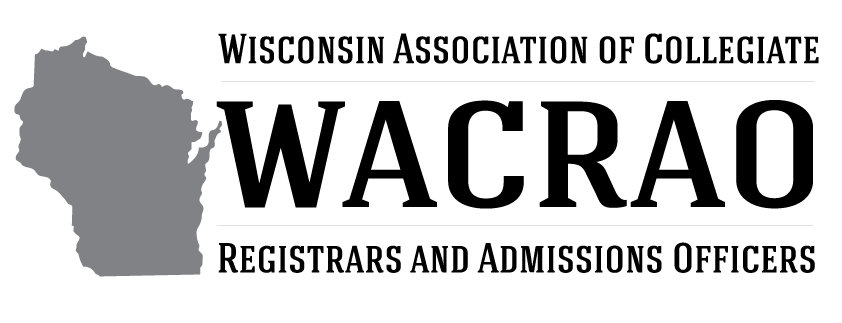 Wisconsin Association of Collegiate
WACRAO
Registrars and Admissions Officers